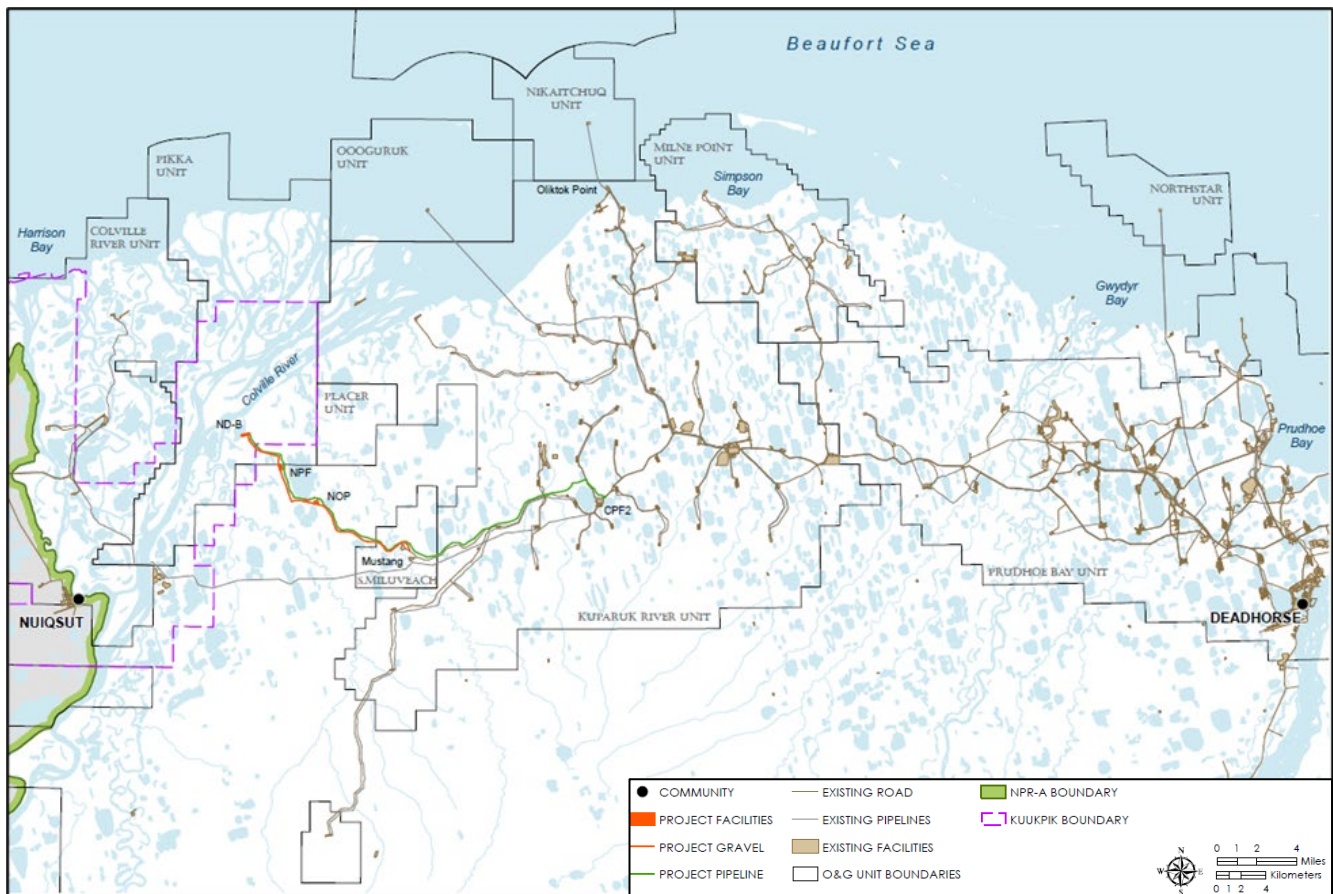 Beaufort Sea
NIKAITCHUQ
UNIT
OOOGURUK
UNIT
PIKKA
UNIT
MILNE POINT
UNIT
Simpson
Bay
Oliktok Point
NORTHSTAR
UNIT
Harrison
Bay
COLVILLE
RIVER UNIT
Gwydyr
Bay
Colville River
PLACER
UNIT
ND-B
Prudhoe
Bay
NPF
NOP
CPF2
Mustang
S.MILUVEACH
PRUDHOE BAY UNIT
NUIQSUT
KUPARUK RIVER UNIT
DEADHORSE
COMMUNITY
PROJECT FACILITIES
PROJECT GRAVEL
PROJECT PIPELINE
EXISTING ROAD
EXISTING PIPELINES
EXISTING FACILITIES
O&G UNIT BOUNDARIES
NPR-A BOUNDARY
KUUKPIK BOUNDARY
N
W E
S
0 1 2 4
Miles
Kilometers
0 1 2 4